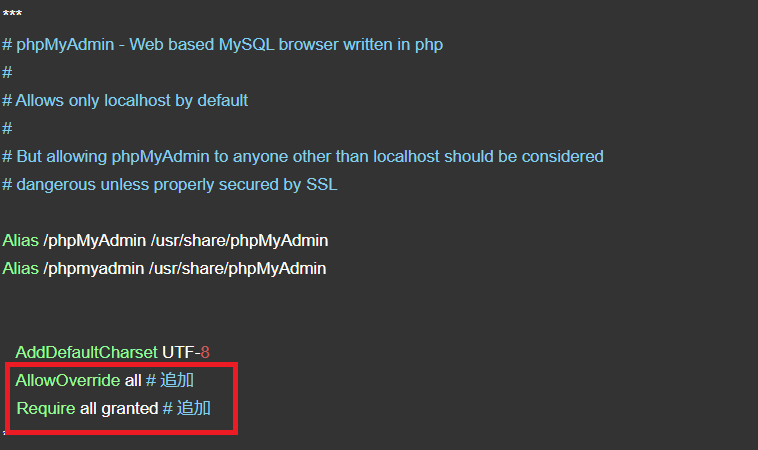 ***
# phpMyAdmin - Web based MySQL browser written in php
#
# Allows only localhost by default
#
# But allowing phpMyAdmin to anyone other than localhost should be considered
# dangerous unless properly secured by SSL
Alias /phpMyAdmin /usr/share/phpMyAdmin
Alias /phpmyadmin /usr/share/phpMyAdmin
AddDefaultCharset UTF-8
AllowOverride all # 追加
Require all granted # 追加